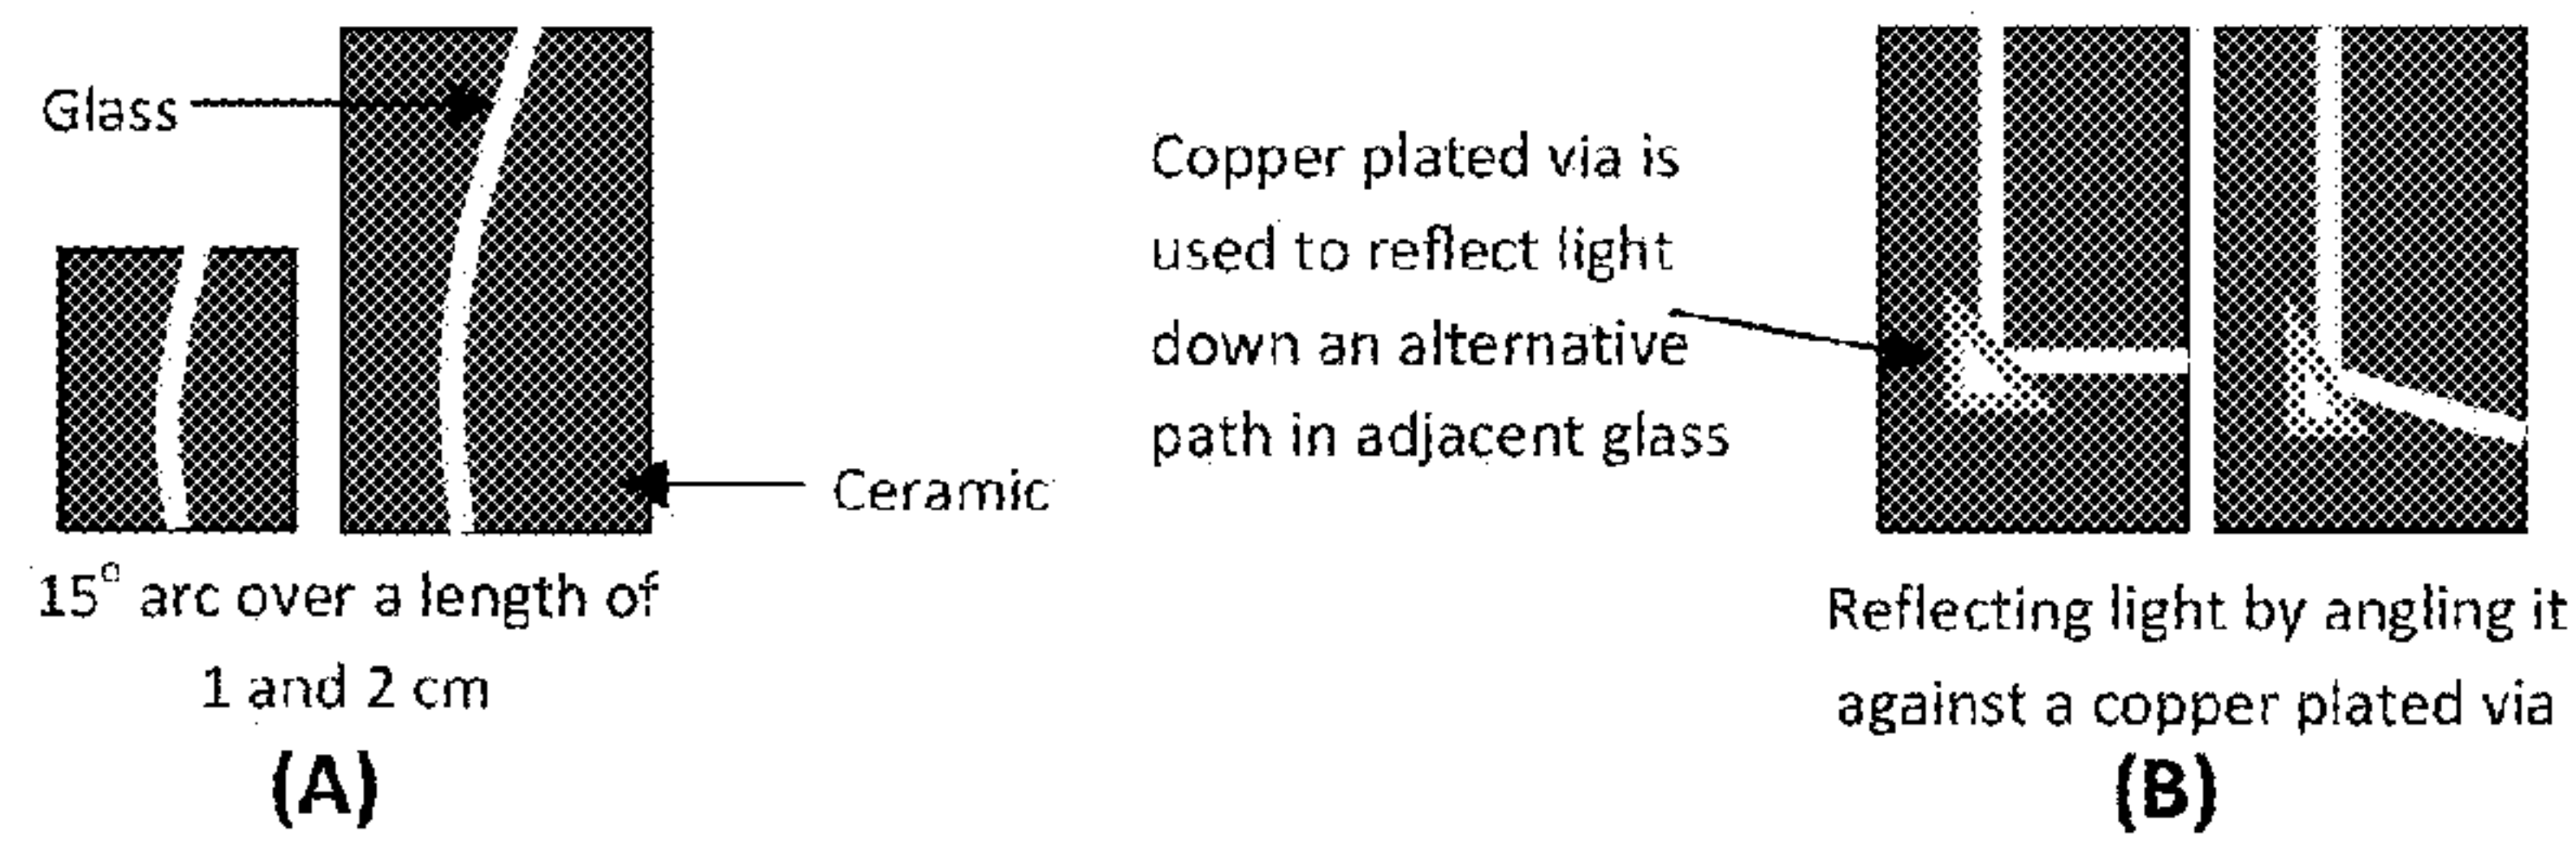 Glass
Ceramic
15° arc over a length of
1 and 2 cm
(A)
Copper plated via is
used to reflect light
down an alternative
path in adjacent glass
Reflecting light by angling it
against a copper plated via
(B)